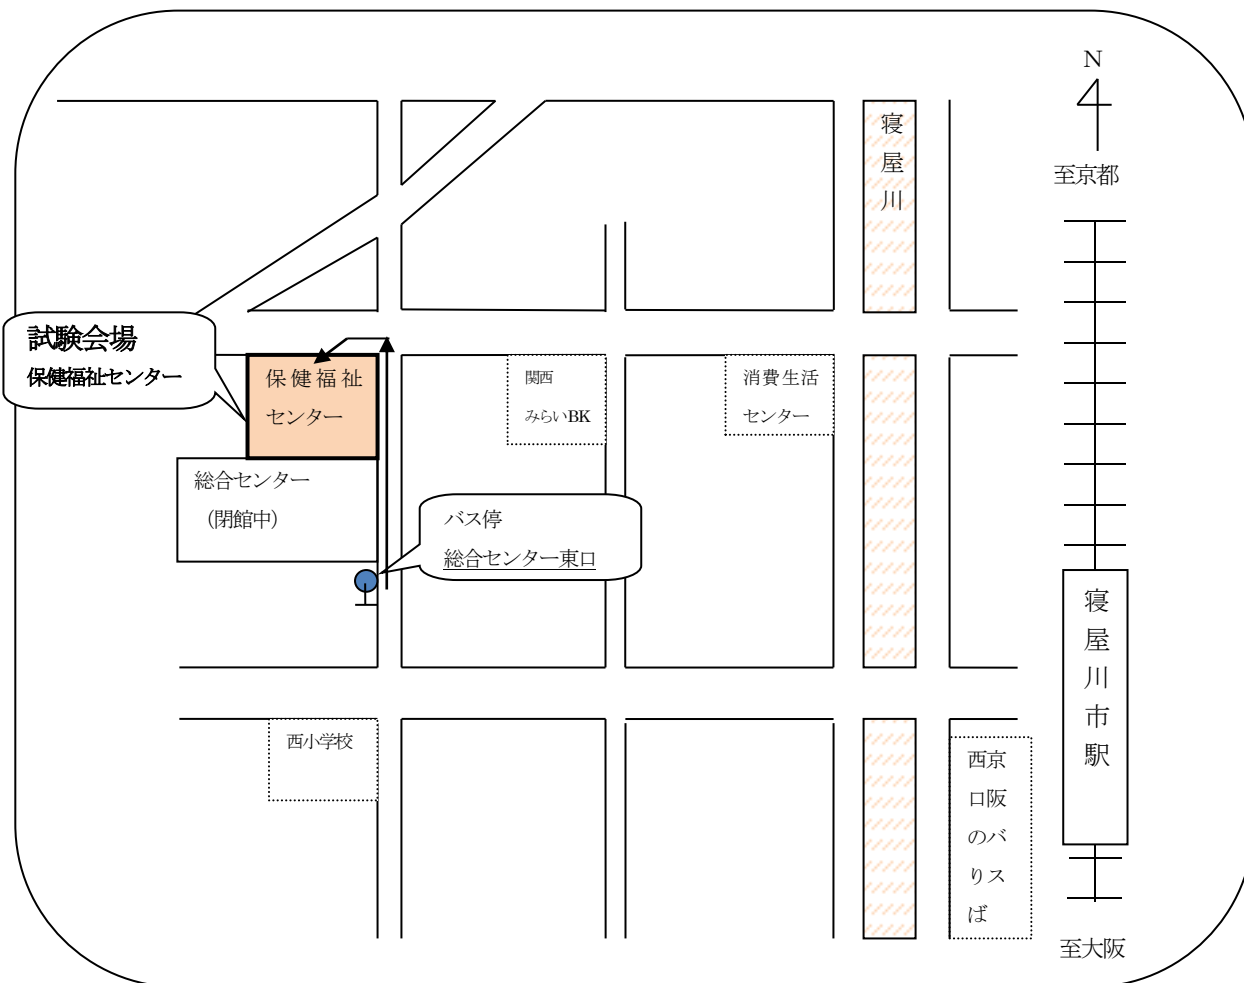 N
寝屋川
至京都
試験会場
保健福祉センター
保健福祉
センター
関西
みらいBK
消費生活
センター
総合センター
（閉館中）
バス停
総合センター東口
寝屋川市駅
西小学校
京阪バス
西口のりば
至大阪